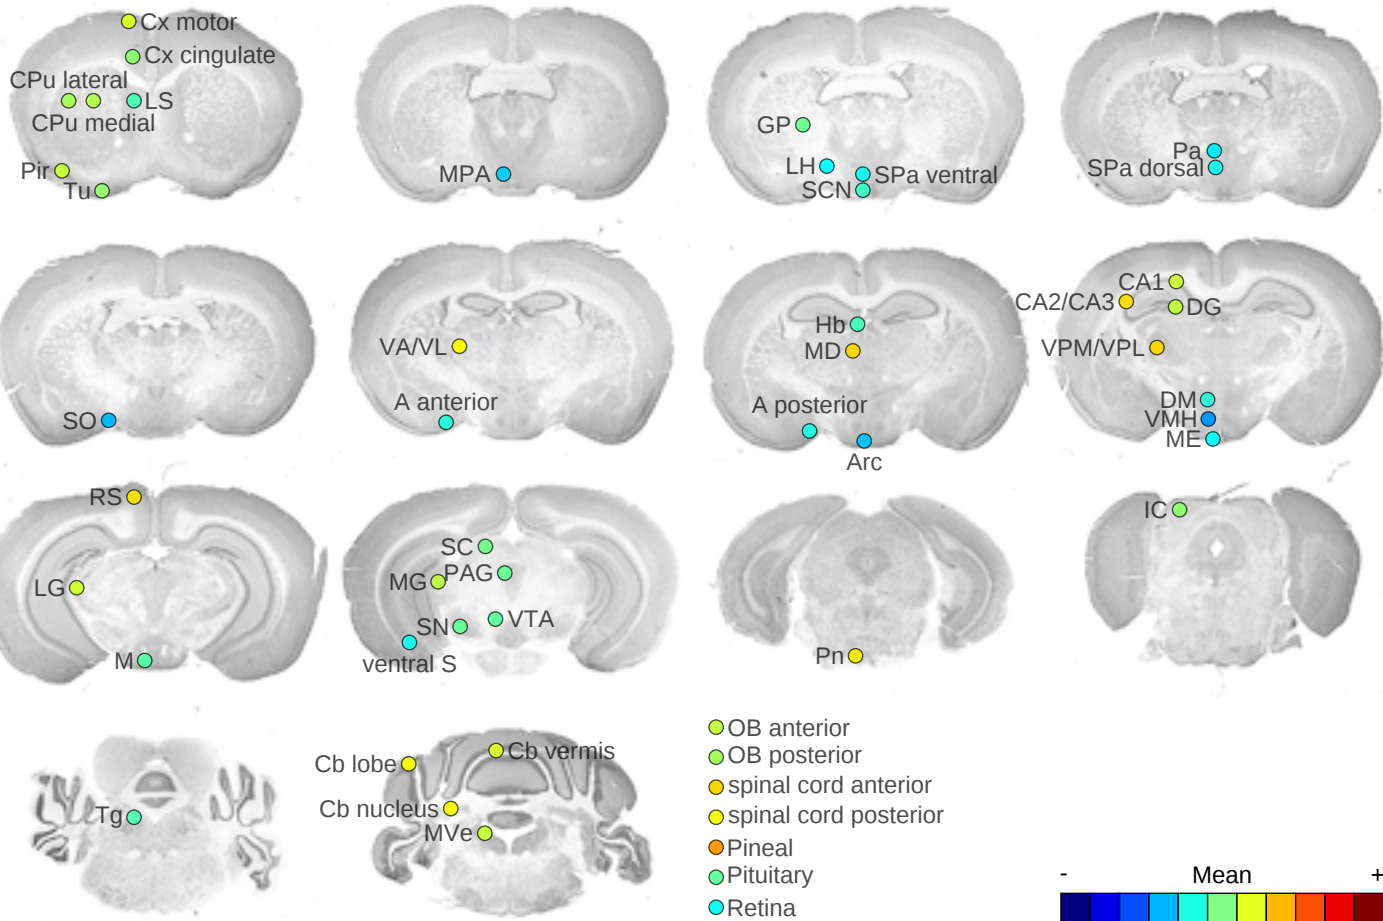 Cx motor
Cx cingulate
CPu lateral
LS
CPu medial
Pir
Tu
MPA
GP
LH
SPa ventral
SCN
Pa
SPa dorsal
SO
VA/VL
A anterior
Hb
MD
A posterior
Arc
CA1
CA2/CA3
DG
VPM/VPL
DM
VMH
ME
RS
LG
M
SC
PAG
MG
SN
VTA
ventral S
Pn
IC
Tg
Cb lobe
Cb vermis
Cb nucleus
MVe
OB anterior
OB posterior
spinal cord anterior
spinal cord posterior
Pineal
Pituitary
Retina
- Mean +